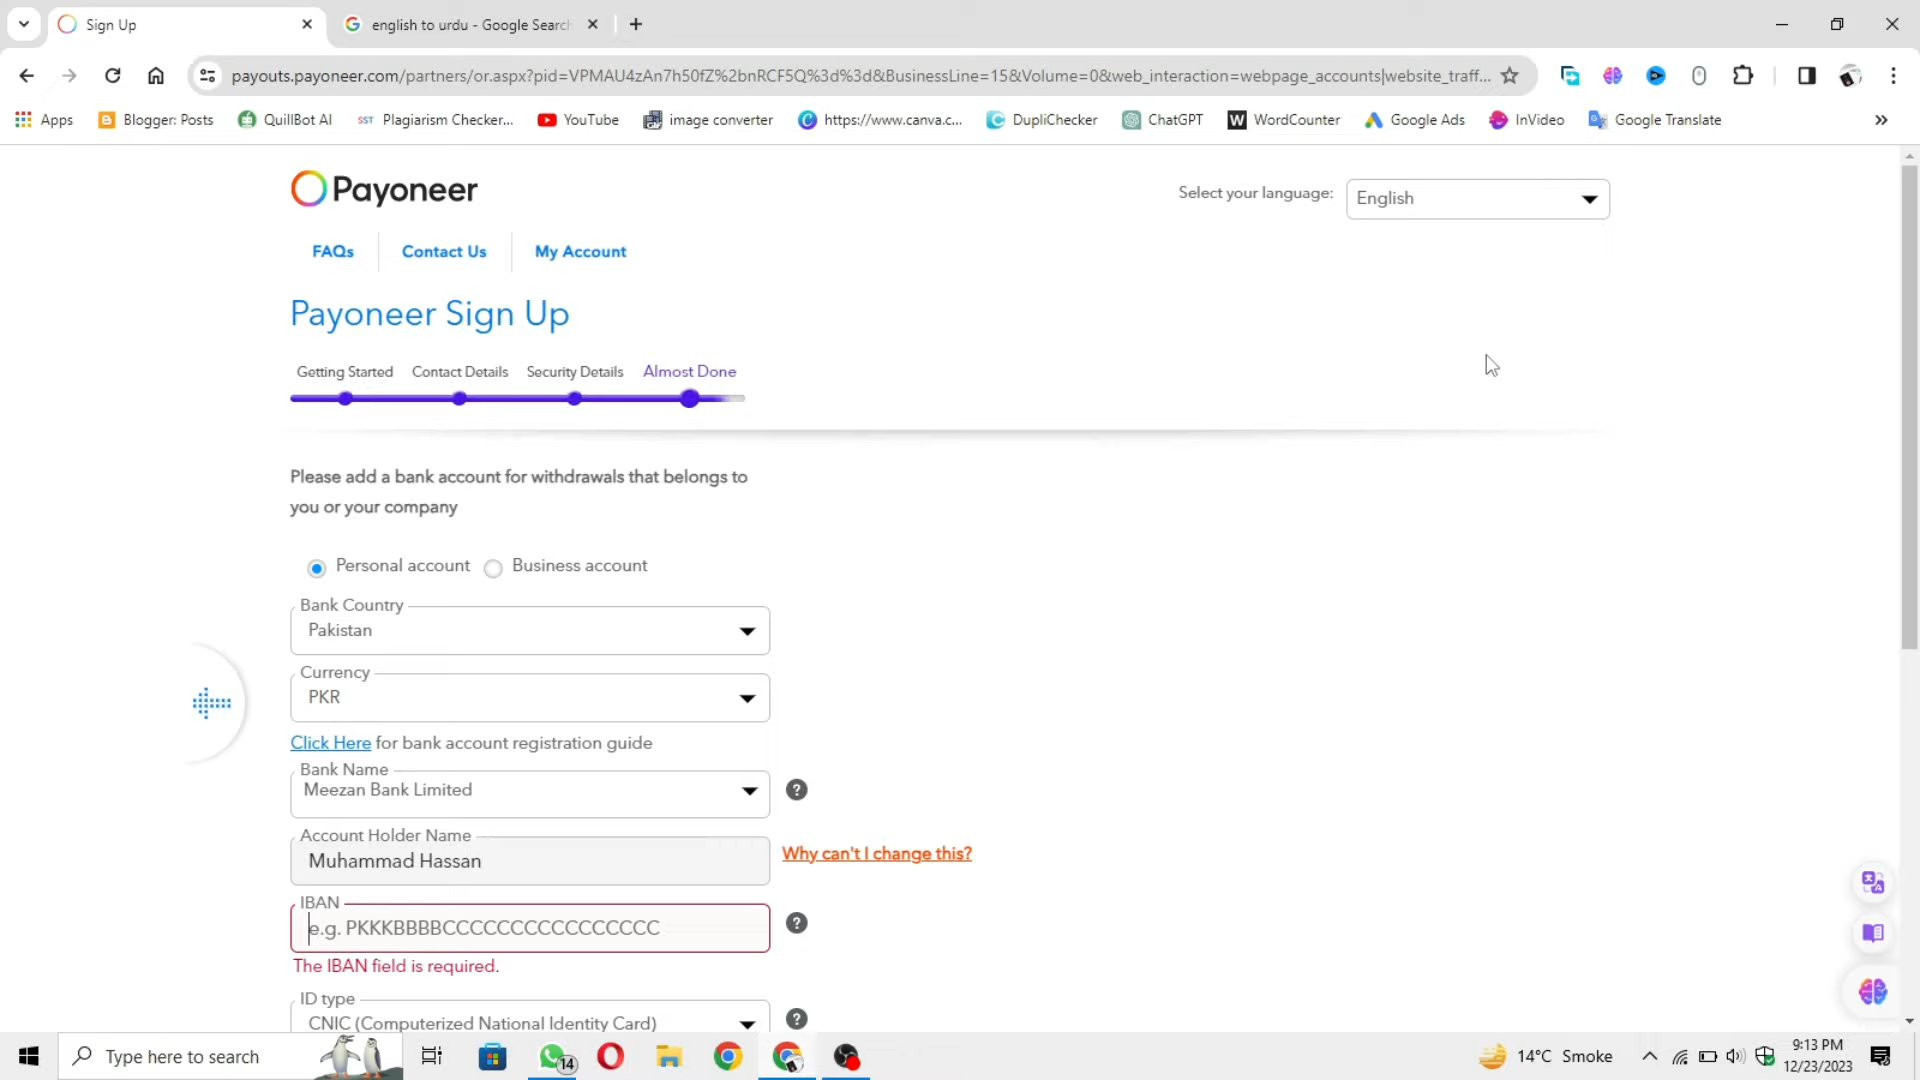 Sign Up
english to urdu - Google Search
payouts.payoneer.com/partners/or.aspx?pid=VPMAU4zAn7h50fZ%2bnRCF5Q%3d%3d&BusinessLine=15&Volume=0&web_interaction=webpage_accounts|website_traff...
Apps
Blogger: Posts
QuillBot AI
SST Plagiarism Checker...
YouTube
image converter
https://www.canva.c...
DupliChecker
ChatGPT
W WordCounter
Google Ads
InVideo
Google Translate
Payoneer
Select your language:
English
FAQs
Contact Us
My Account
Payoneer Sign Up
Getting Started
Contact Details
Security Details
Almost Done
Please add a bank account for withdrawals that belongs to
you or your company
Personal account
Business account
Bank Country
Pakistan
Currency
PKR
Click Here for bank account registration guide
Bank Name
Meezan Bank Limited
?
Account Holder Name
Muhammad Hassan
Why can't I change this?
IBAN
e.g. PKKKBBBBCCCCCCCCCCCCCCCC
?
The IBAN field is required.
ID type
CNIC (Computerized National Identity Card)
?
Type here to search
14
14°C Smoke
9:13 PM
12/23/2023